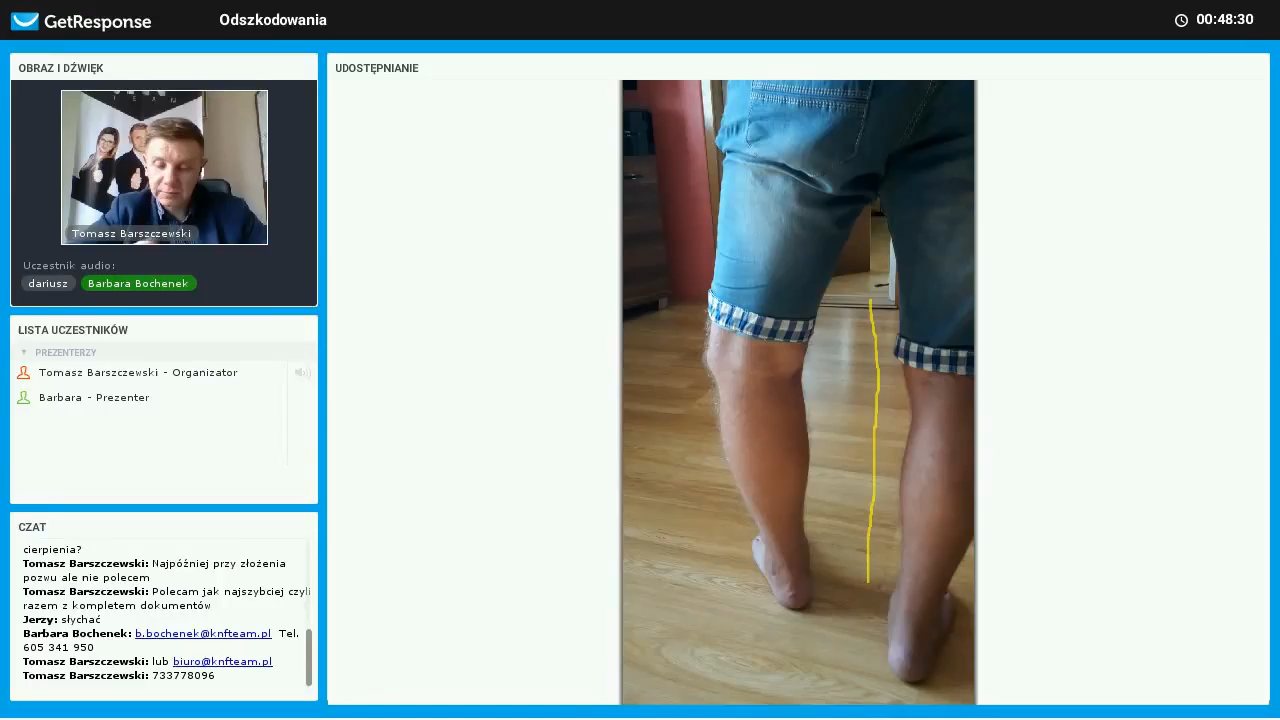 GetResponse
Odszkodowania
00:48:30
OBRAZ I DŹWIĘK
TEAM
Tomasz Barszczewski
Uczestnik audio:
dariusz
Barbara Bochenek
LISTA UCZESTNIKÓW
PREZENTERZY
Tomasz Barszczewski - Organizator
Barbara - Prezenter
CZAT
cierpienia?
Tomasz Barszczewski: Najpóźniej przy złożenia
pozwu ale nie polecem
Tomasz Barszczewski: Polecam jak najszybciej czyli
razem z kompletem dokumentów
Jerzy: słychać
Barbara Bochenek: b.bochenek@knfteam.pl Tel.
605 341 950
Tomasz Barszczewski: lub biuro@knfteam.pl
Tomasz Barszczewski: 733778096
UDOSTĘPNIANIE